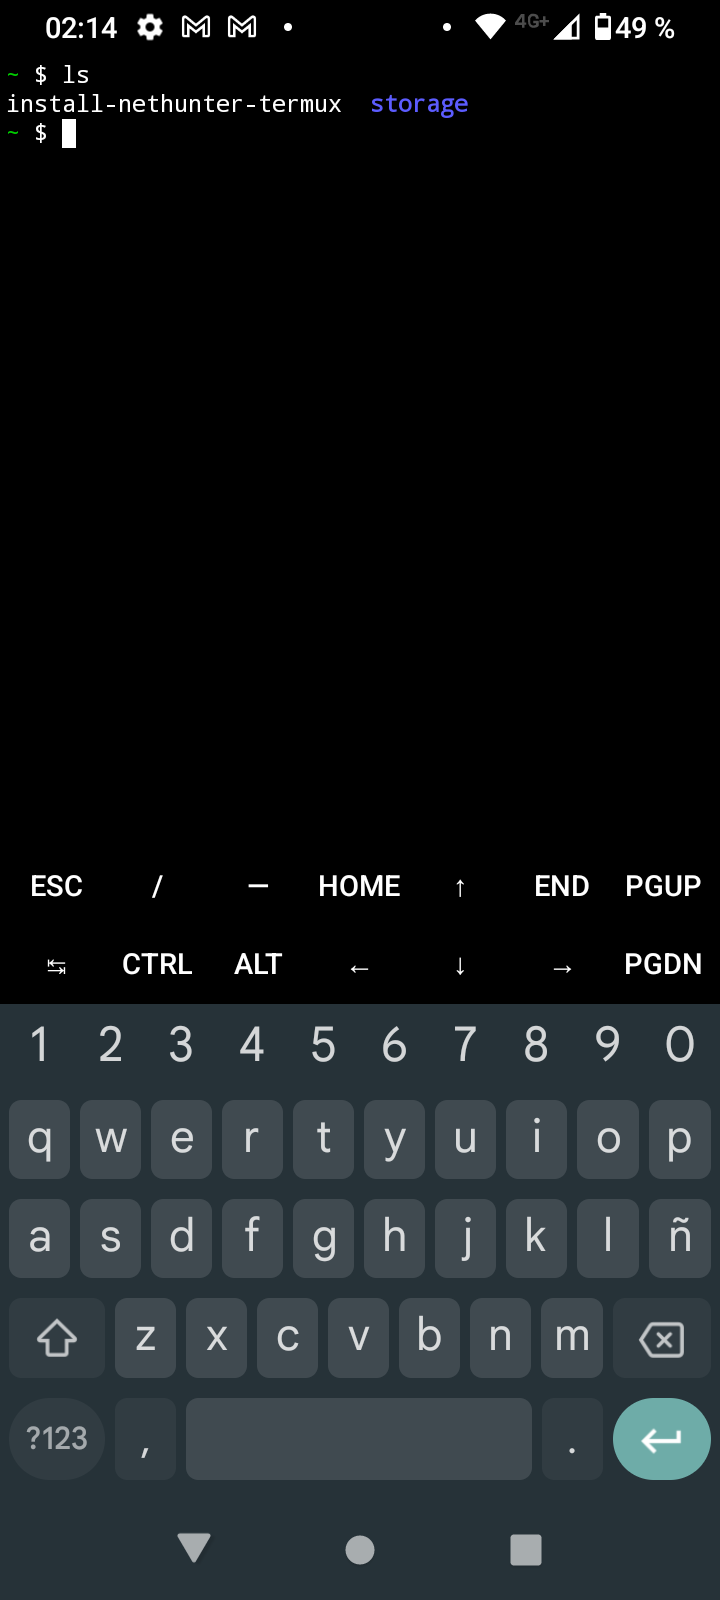 02:14 4G+ 49 %
~ $ ls
install-nethunter-termux storage
~ $
ESC / — HOME ↑ END PGUP
↹ CTRL ALT ← ↓ → PGDN
1 2 3 4 5 6 7 8 9 0
q w e r t y u i o p
a s d f g h j k l ñ
z x c v b n m
?123 , .